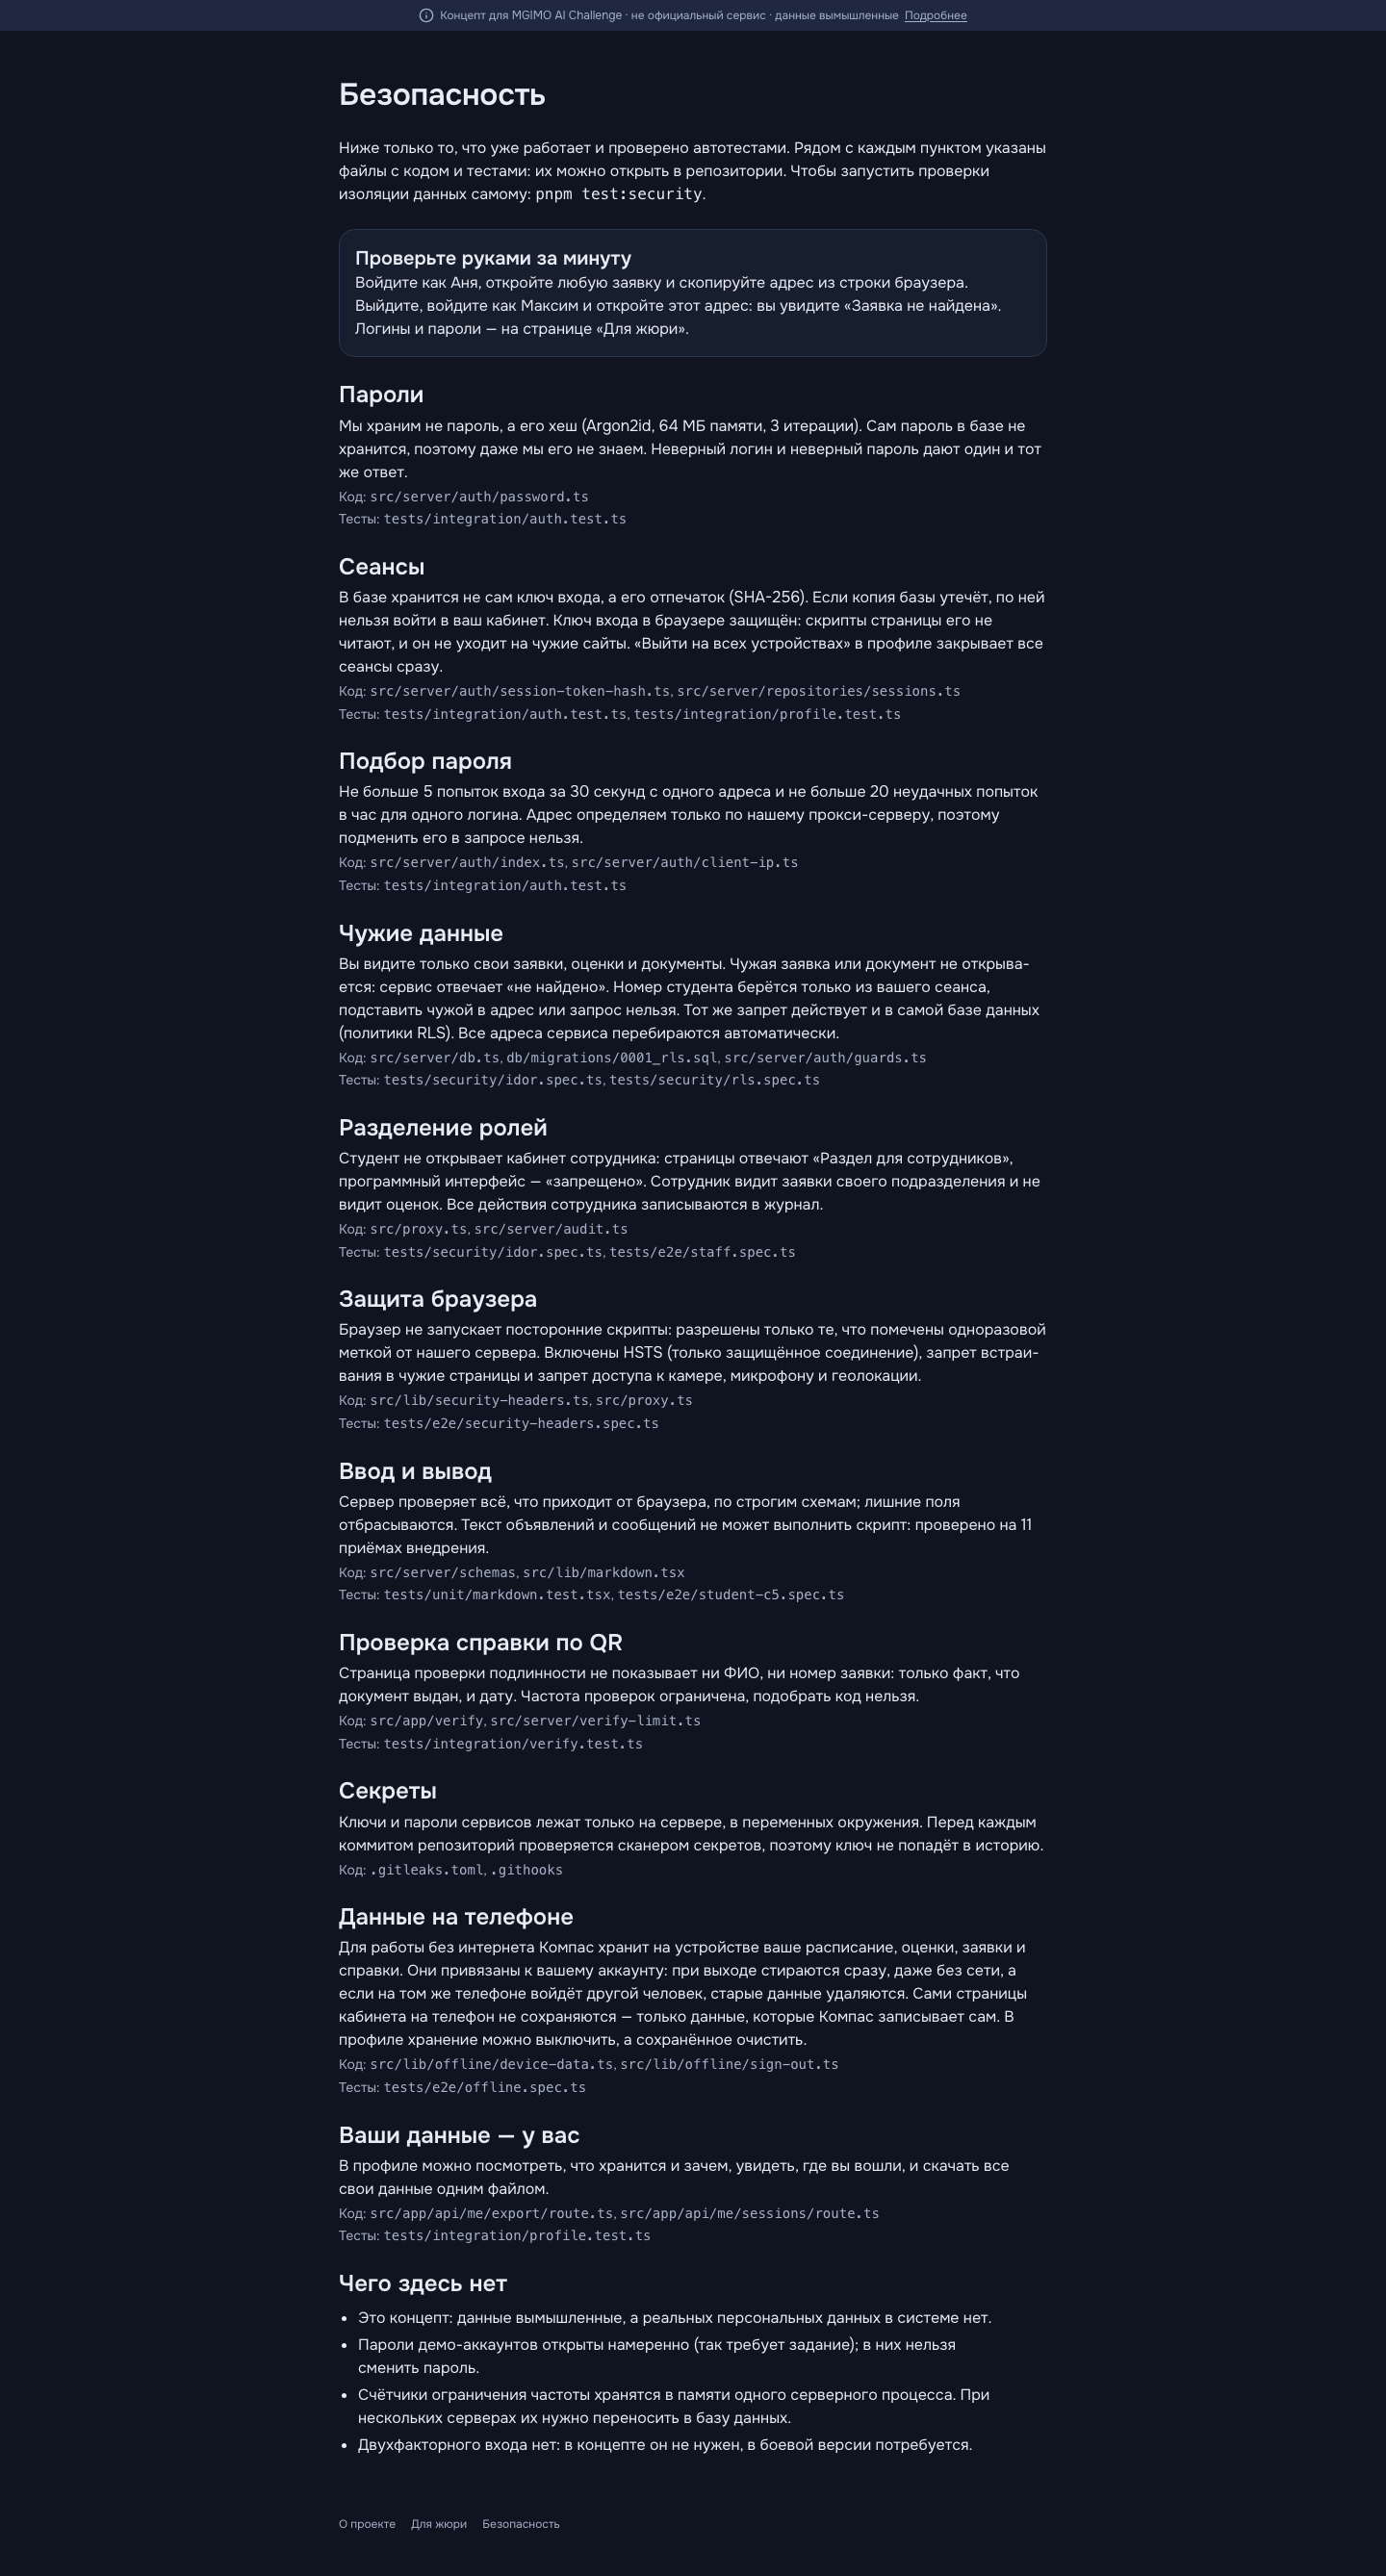 Концепт для MGIMO AI Challenge · не официальный сервис · данные вымышленные Подробнее
Безопасность
Ниже только то, что уже работает и проверено автотестами. Рядом с каждым пунктом указаны
файлы с кодом и тестами: их можно открыть в репозитории. Чтобы запустить проверки
изоляции данных самому: pnpm test:security.
Проверьте руками за минуту
Войдите как Аня, откройте любую заявку и скопируйте адрес из строки браузера.
Выйдите, войдите как Максим и откройте этот адрес: вы увидите «Заявка не найдена».
Логины и пароли — на странице «Для жюри».
Пароли
Мы храним не пароль, а его хеш (Argon2id, 64 МБ памяти, 3 итерации). Сам пароль в базе не
хранится, поэтому даже мы его не знаем. Неверный логин и неверный пароль дают один и тот
же ответ.
Код: src/server/auth/password.ts
Тесты: tests/integration/auth.test.ts
Сеансы
В базе хранится не сам ключ входа, а его отпечаток (SHA-256). Если копия базы утечёт, по ней
нельзя войти в ваш кабинет. Ключ входа в браузере защищён: скрипты страницы его не
читают, и он не уходит на чужие сайты. «Выйти на всех устройствах» в профиле закрывает все
сеансы сразу.
Код: src/server/auth/session-token-hash.ts, src/server/repositories/sessions.ts
Тесты: tests/integration/auth.test.ts, tests/integration/profile.test.ts
Подбор пароля
Не больше 5 попыток входа за 30 секунд с одного адреса и не больше 20 неудачных попыток
в час для одного логина. Адрес определяем только по нашему прокси-серверу, поэтому
подменить его в запросе нельзя.
Код: src/server/auth/index.ts, src/server/auth/client-ip.ts
Тесты: tests/integration/auth.test.ts
Чужие данные
Вы видите только свои заявки, оценки и документы. Чужая заявка или документ не открыва-
ется: сервис отвечает «не найдено». Номер студента берётся только из вашего сеанса,
подставить чужой в адрес или запрос нельзя. Тот же запрет действует и в самой базе данных
(политики RLS). Все адреса сервиса перебираются автоматически.
Код: src/server/db.ts, db/migrations/0001_rls.sql, src/server/auth/guards.ts
Тесты: tests/security/idor.spec.ts, tests/security/rls.spec.ts
Разделение ролей
Студент не открывает кабинет сотрудника: страницы отвечают «Раздел для сотрудников»,
программный интерфейс — «запрещено». Сотрудник видит заявки своего подразделения и не
видит оценок. Все действия сотрудника записываются в журнал.
Код: src/proxy.ts, src/server/audit.ts
Тесты: tests/security/idor.spec.ts, tests/e2e/staff.spec.ts
Защита браузера
Браузер не запускает посторонние скрипты: разрешены только те, что помечены одноразовой
меткой от нашего сервера. Включены HSTS (только защищённое соединение), запрет встраи-
вания в чужие страницы и запрет доступа к камере, микрофону и геолокации.
Код: src/lib/security-headers.ts, src/proxy.ts
Тесты: tests/e2e/security-headers.spec.ts
Ввод и вывод
Сервер проверяет всё, что приходит от браузера, по строгим схемам; лишние поля
отбрасываются. Текст объявлений и сообщений не может выполнить скрипт: проверено на 11
приёмах внедрения.
Код: src/server/schemas, src/lib/markdown.tsx
Тесты: tests/unit/markdown.test.tsx, tests/e2e/student-c5.spec.ts
Проверка справки по QR
Страница проверки подлинности не показывает ни ФИО, ни номер заявки: только факт, что
документ выдан, и дату. Частота проверок ограничена, подобрать код нельзя.
Код: src/app/verify, src/server/verify-limit.ts
Тесты: tests/integration/verify.test.ts
Секреты
Ключи и пароли сервисов лежат только на сервере, в переменных окружения. Перед каждым
коммитом репозиторий проверяется сканером секретов, поэтому ключ не попадёт в историю.
Код: .gitleaks.toml, .githooks
Данные на телефоне
Для работы без интернета Компас хранит на устройстве ваше расписание, оценки, заявки и
справки. Они привязаны к вашему аккаунту: при выходе стираются сразу, даже без сети, а
если на том же телефоне войдёт другой человек, старые данные удаляются. Сами страницы
кабинета на телефон не сохраняются — только данные, которые Компас записывает сам. В
профиле хранение можно выключить, а сохранённое очистить.
Код: src/lib/offline/device-data.ts, src/lib/offline/sign-out.ts
Тесты: tests/e2e/offline.spec.ts
Ваши данные — у вас
В профиле можно посмотреть, что хранится и зачем, увидеть, где вы вошли, и скачать все
свои данные одним файлом.
Код: src/app/api/me/export/route.ts, src/app/api/me/sessions/route.ts
Тесты: tests/integration/profile.test.ts
Чего здесь нет
• Это концепт: данные вымышленные, а реальных персональных данных в системе нет.
• Пароли демо-аккаунтов открыты намеренно (так требует задание); в них нельзя
сменить пароль.
• Счётчики ограничения частоты хранятся в памяти одного серверного процесса. При
нескольких серверах их нужно переносить в базу данных.
• Двухфакторного входа нет: в концепте он не нужен, в боевой версии потребуется.
О проекте Для жюри Безопасность